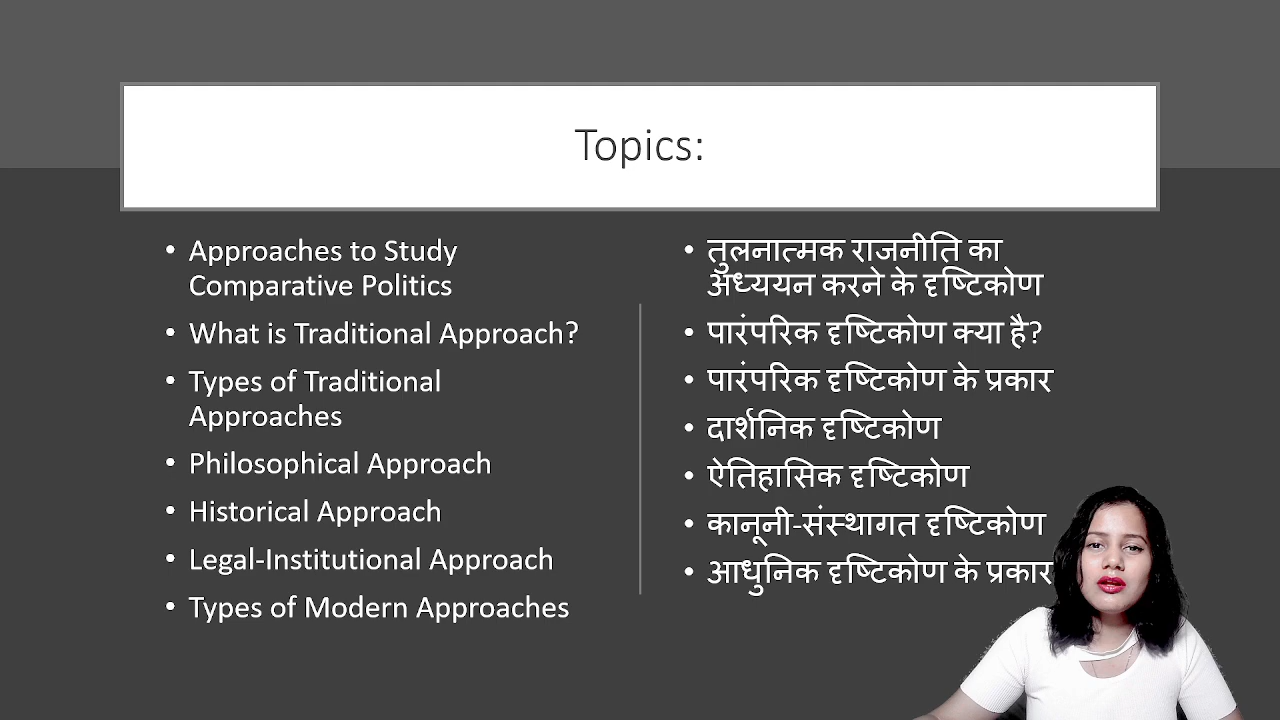 Topics:
• Approaches to Study
Comparative Politics
• What is Traditional Approach?
• Types of Traditional
Approaches
• Philosophical Approach
• Historical Approach
• Legal-Institutional Approach
• Types of Modern Approaches
• तुलनात्मक राजनीति का
अध्ययन करने के दृष्टिकोण
• पारंपरिक दृष्टिकोण क्या है?
• पारंपरिक दृष्टिकोण के प्रकार
• दार्शनिक दृष्टिकोण
• ऐतिहासिक दृष्टिकोण
• कानूनी-संस्थागत दृष्टिकोण
• आधुनिक दृष्टिकोण के प्रकार